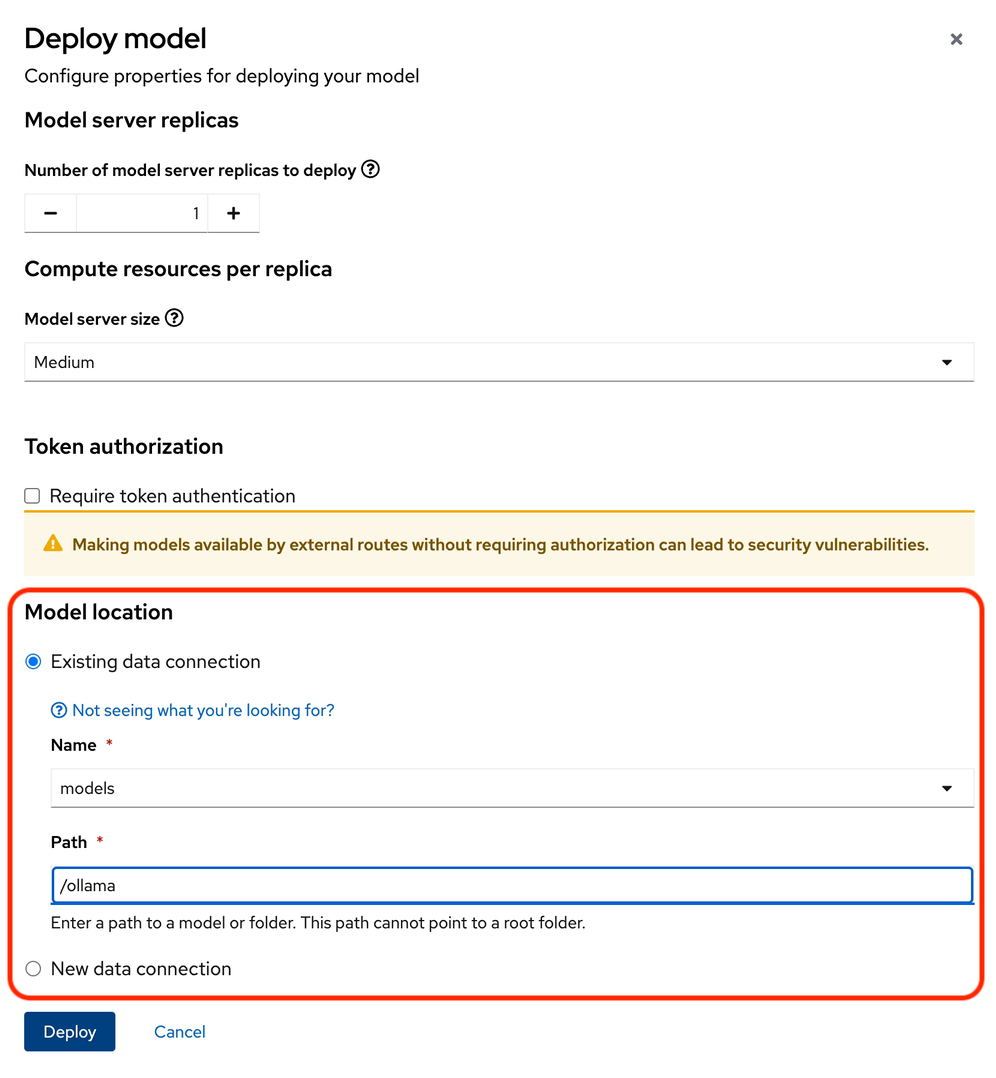 Deploy model
Configure properties for deploying your model
Model server replicas
Number of model server replicas to deploy
1
Compute resources per replica
Model server size
Medium
Token authorization
Require token authentication
Making models available by external routes without requiring authorization can lead to security vulnerabilities.
Model location
Existing data connection
Not seeing what you're looking for?
Name *
models
Path *
/ollama
Enter a path to a model or folder. This path cannot point to a root folder.
New data connection
Deploy Cancel